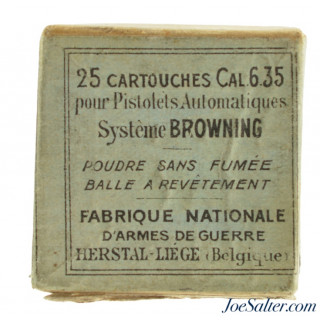 25 CARTOUCHES CAL.6.35
pour Pistolets Automatiques
Système BROWNING
POUDRE SANS FUMÉE
BALLE A REVÊTEMENT
FABRIQUE NATIONALE
D'ARMES DE GUERRE
HERSTAL-LIÈGE (Belgique)
JoeSalter.com